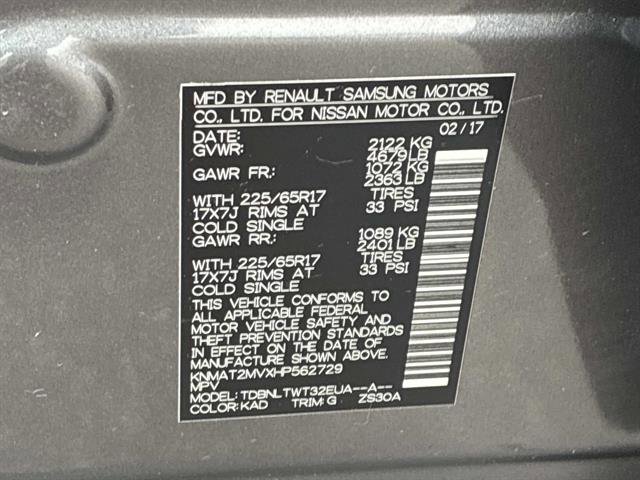 MFD BY RENAULT SAMSUNG MOTORS
CO., LTD. FOR NISSAN MOTOR CO., LTD.
DATE: 02/17
GVWR: 2122 KG
4679 LB
GAWR FR.: 1072 KG
2363 LB
WITH 225/65R17 TIRES
17X7J RIMS AT 33 PSI
COLD SINGLE
GAWR RR.: 1089 KG
2401 LB
WITH 225/65R17 TIRES
17X7J RIMS AT 33 PSI
COLD SINGLE
THIS VEHICLE CONFORMS TO
ALL APPLICABLE FEDERAL
MOTOR VEHICLE SAFETY AND
THEFT PREVENTION STANDARDS
IN EFFECT ON THE DATE OF
MANUFACTURE SHOWN ABOVE.
KNMAT2MVXHP562729
MPV
MODEL: TDBNLTWT32EUA--A--
COLOR: KAD TRIM: G ZS30A